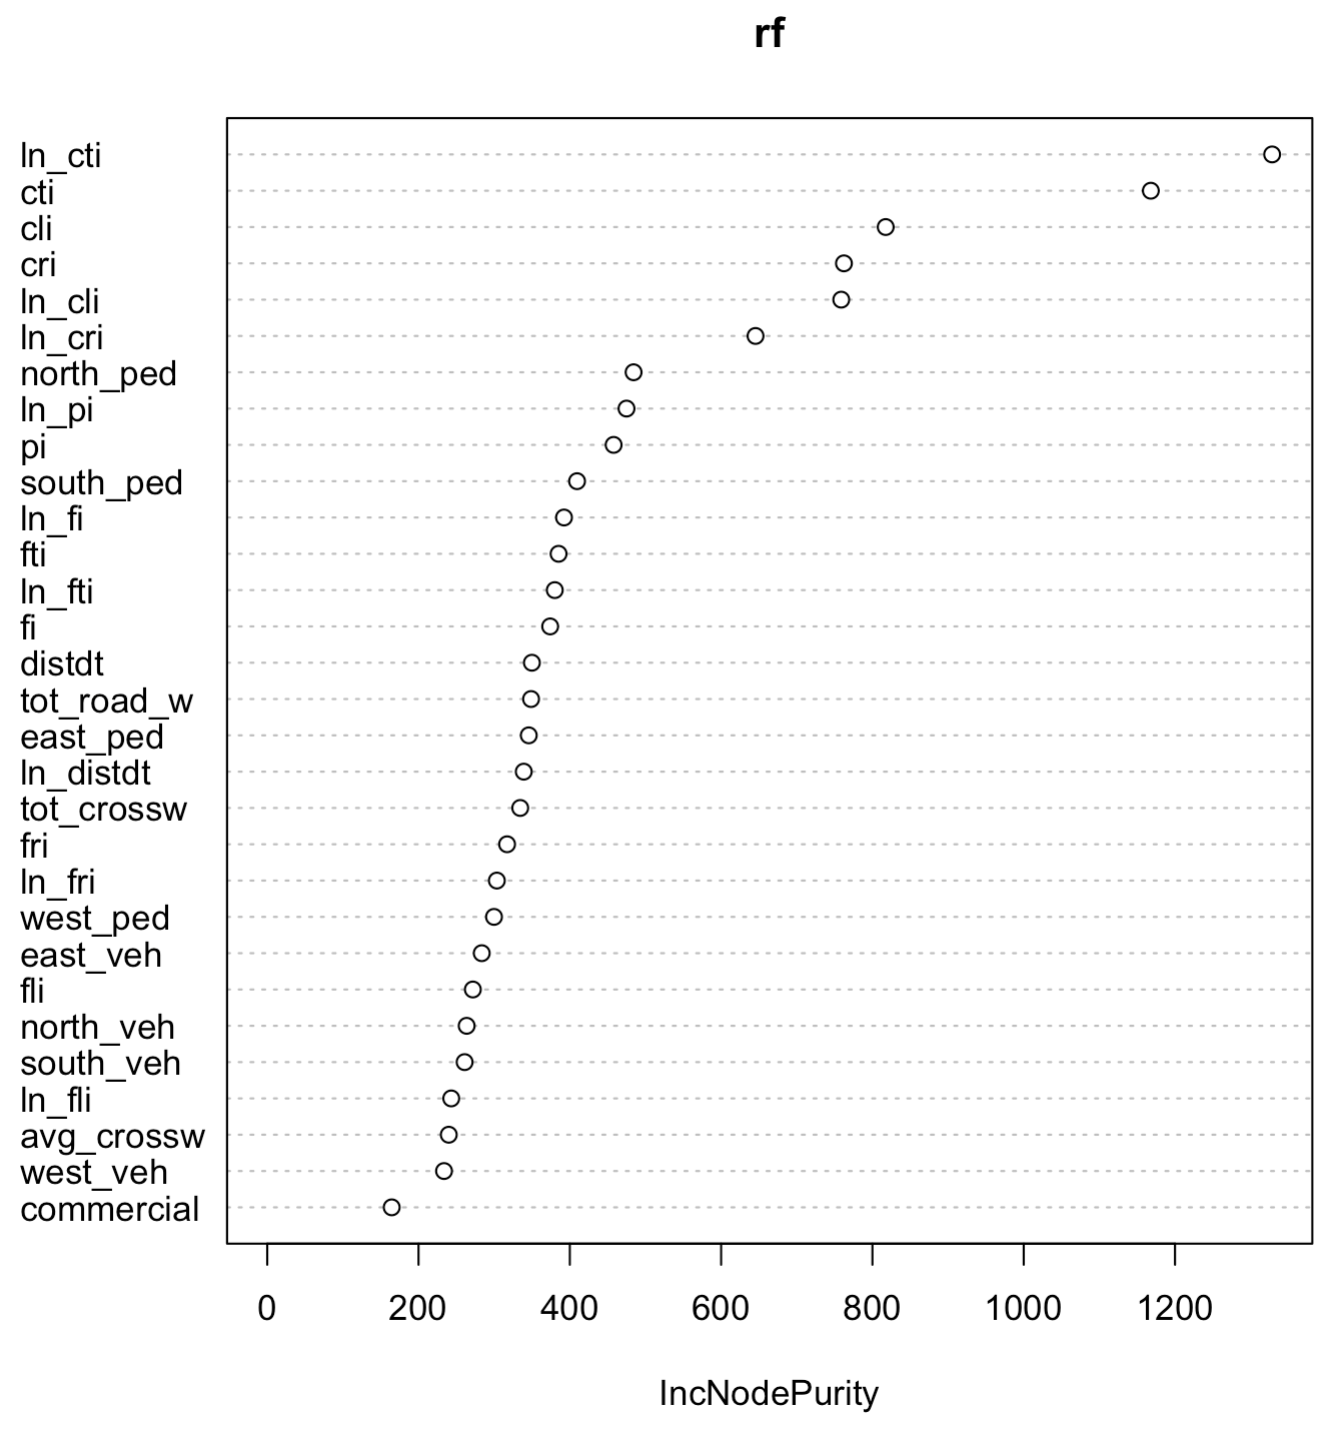 rf
ln_cti
cti
cli
cri
ln_cli
ln_cri
north_ped
ln_pi
pi
south_ped
ln_fi
fti
ln_fti
fi
distdt
tot_road_w
east_ped
ln_distdt
tot_crossw
fri
ln_fri
west_ped
east_veh
fli
north_veh
south_veh
ln_fli
avg_crossw
west_veh
commercial
0 200 400 600 800 1000 1200
IncNodePurity